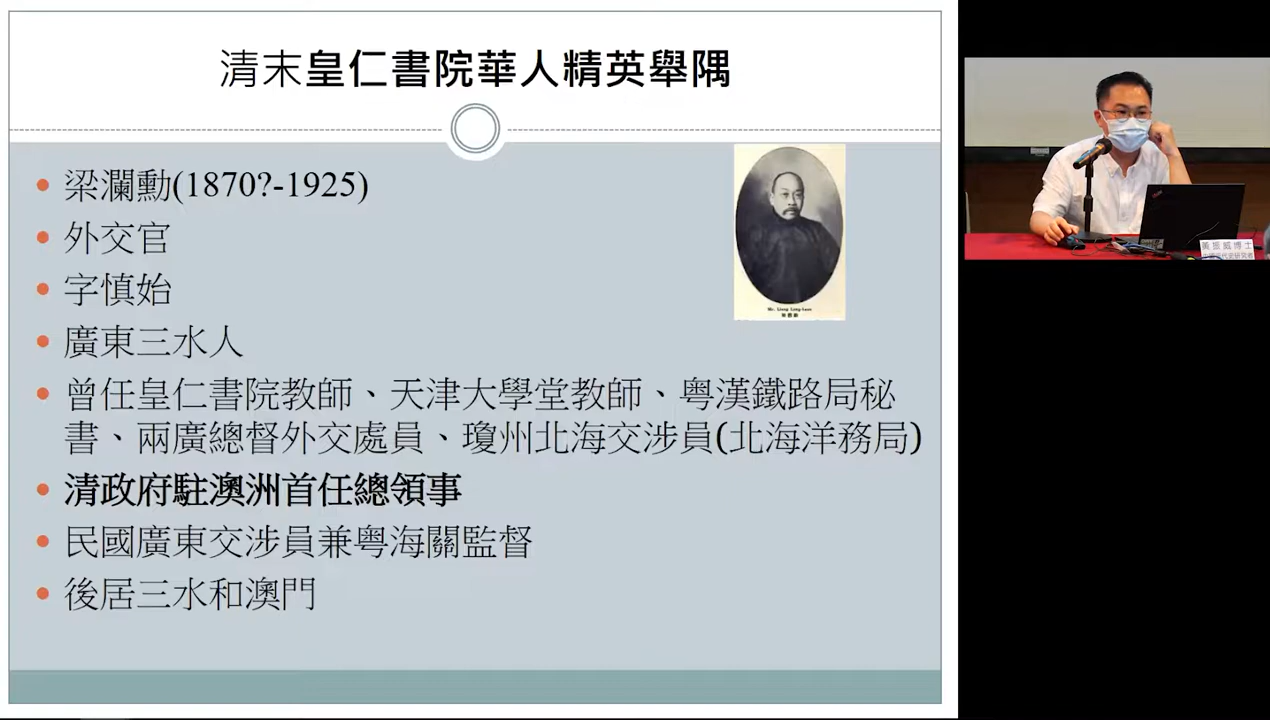 清末皇仁書院華人精英舉隅
梁瀾勳(1870?-1925)
外交官
字慎始
廣東三水人
曾任皇仁書院教師、天津大學堂教師、粵漢鐵路局秘
書、兩廣總督外交處員、瓊州北海交涉員(北海洋務局)
清政府駐澳洲首任總領事
民國廣東交涉員兼粵海關監督
後居三水和澳門
振威博士